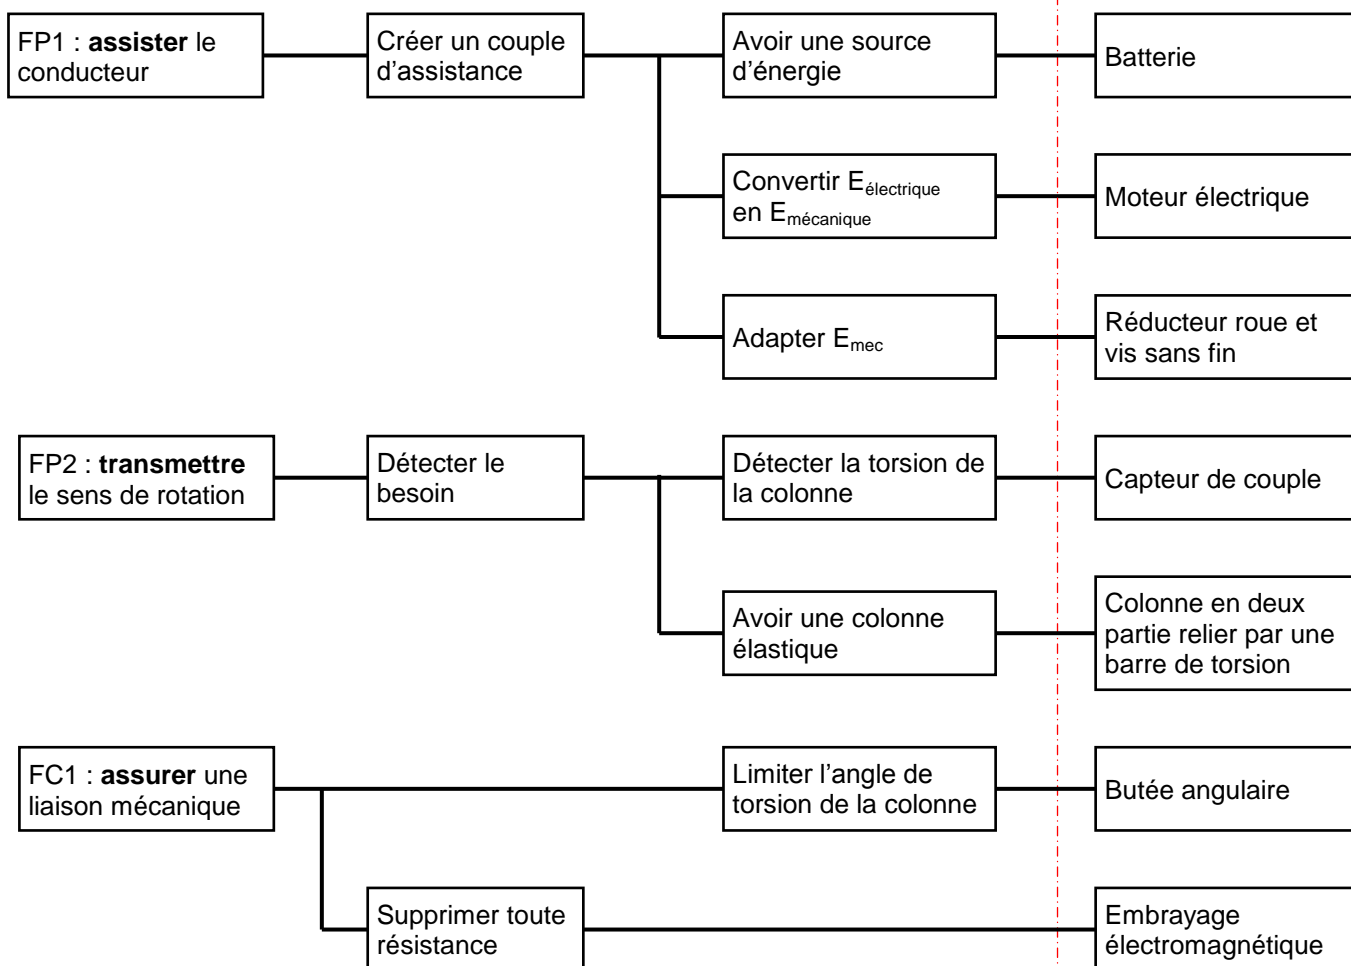 FP1 : assister le
conducteur
Créer un couple
d'assistance
Avoir une source
d'énergie
Batterie
Convertir Eélectrique
en Emécanique
Moteur électrique
Adapter Emec
Réducteur roue et
vis sans fin
FP2 : transmettre
le sens de rotation
Détecter le
besoin
Détecter la torsion de
la colonne
Capteur de couple
Avoir une colonne
élastique
Colonne en deux
partie relier par une
barre de torsion
FC1 : assurer une
liaison mécanique
Limiter l'angle de
torsion de la colonne
Butée angulaire
Supprimer toute
résistance
Embrayage
électromagnétique